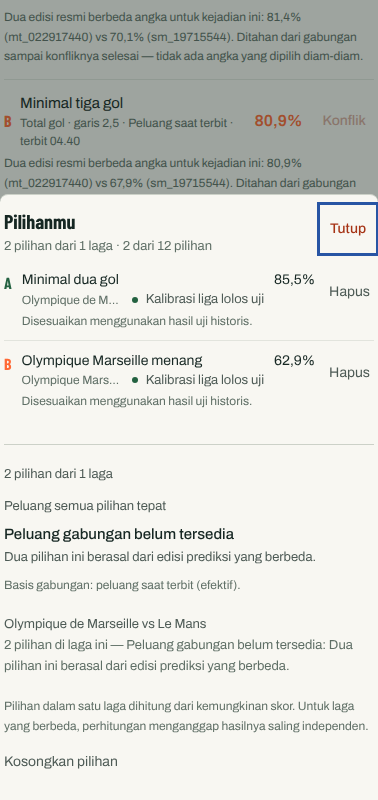 Dua edisi resmi berbeda angka untuk kejadian ini: 81,4%
(mt_022917440) vs 70,1% (sm_19715544). Ditahan dari gabungan
sampai konfliknya selesai — tidak ada angka yang dipilih diam-diam.
Minimal tiga gol
B Total gol · garis 2,5 · Peluang saat terbit · 80,9% Konflik
terbit 04.40
Dua edisi resmi berbeda angka untuk kejadian ini: 80,9%
(mt_022917440) vs 67,9% (sm_19715544). Ditahan dari gabungan
Pilihanmu
Tutup
2 pilihan dari 1 laga · 2 dari 12 pilihan
A Minimal dua gol 85,5%
Hapus
Olympique de M... ● Kalibrasi liga lolos uji
Disesuaikan menggunakan hasil uji historis.
B Olympique Marseille menang 62,9%
Hapus
Olympique Mars... ● Kalibrasi liga lolos uji
Disesuaikan menggunakan hasil uji historis.
2 pilihan dari 1 laga
Peluang semua pilihan tepat
Peluang gabungan belum tersedia
Dua pilihan ini berasal dari edisi prediksi yang berbeda.
Basis gabungan: peluang saat terbit (efektif).
Olympique de Marseille vs Le Mans
2 pilihan di laga ini — Peluang gabungan belum tersedia: Dua
pilihan ini berasal dari edisi prediksi yang berbeda.
Pilihan dalam satu laga dihitung dari kemungkinan skor. Untuk laga
yang berbeda, perhitungan menganggap hasilnya saling independen.
Kosongkan pilihan